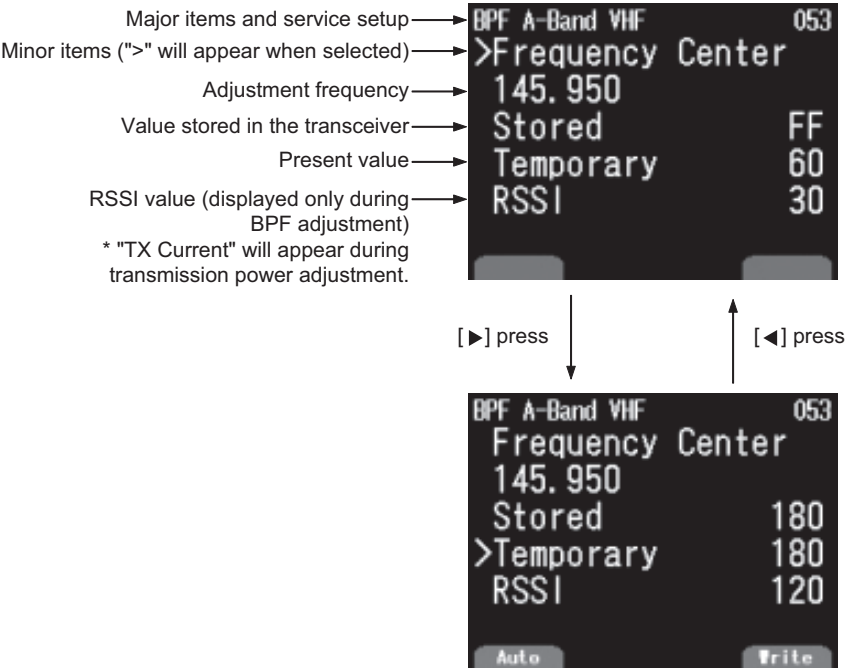 Major items and service setup
Minor items (">" will appear when selected)
Adjustment frequency
Value stored in the transceiver
Present value
RSSI value (displayed only during
BPF adjustment)
* "TX Current" will appear during
transmission power adjustment.
BPF A-Band VHF 053
>Frequency Center
145.950
Stored FF
Temporary 60
RSSI 30
[▶] press
[◀] press
BPF A-Band VHF 053
Frequency Center
145.950
Stored 180
>Temporary 180
RSSI 120
Auto Write